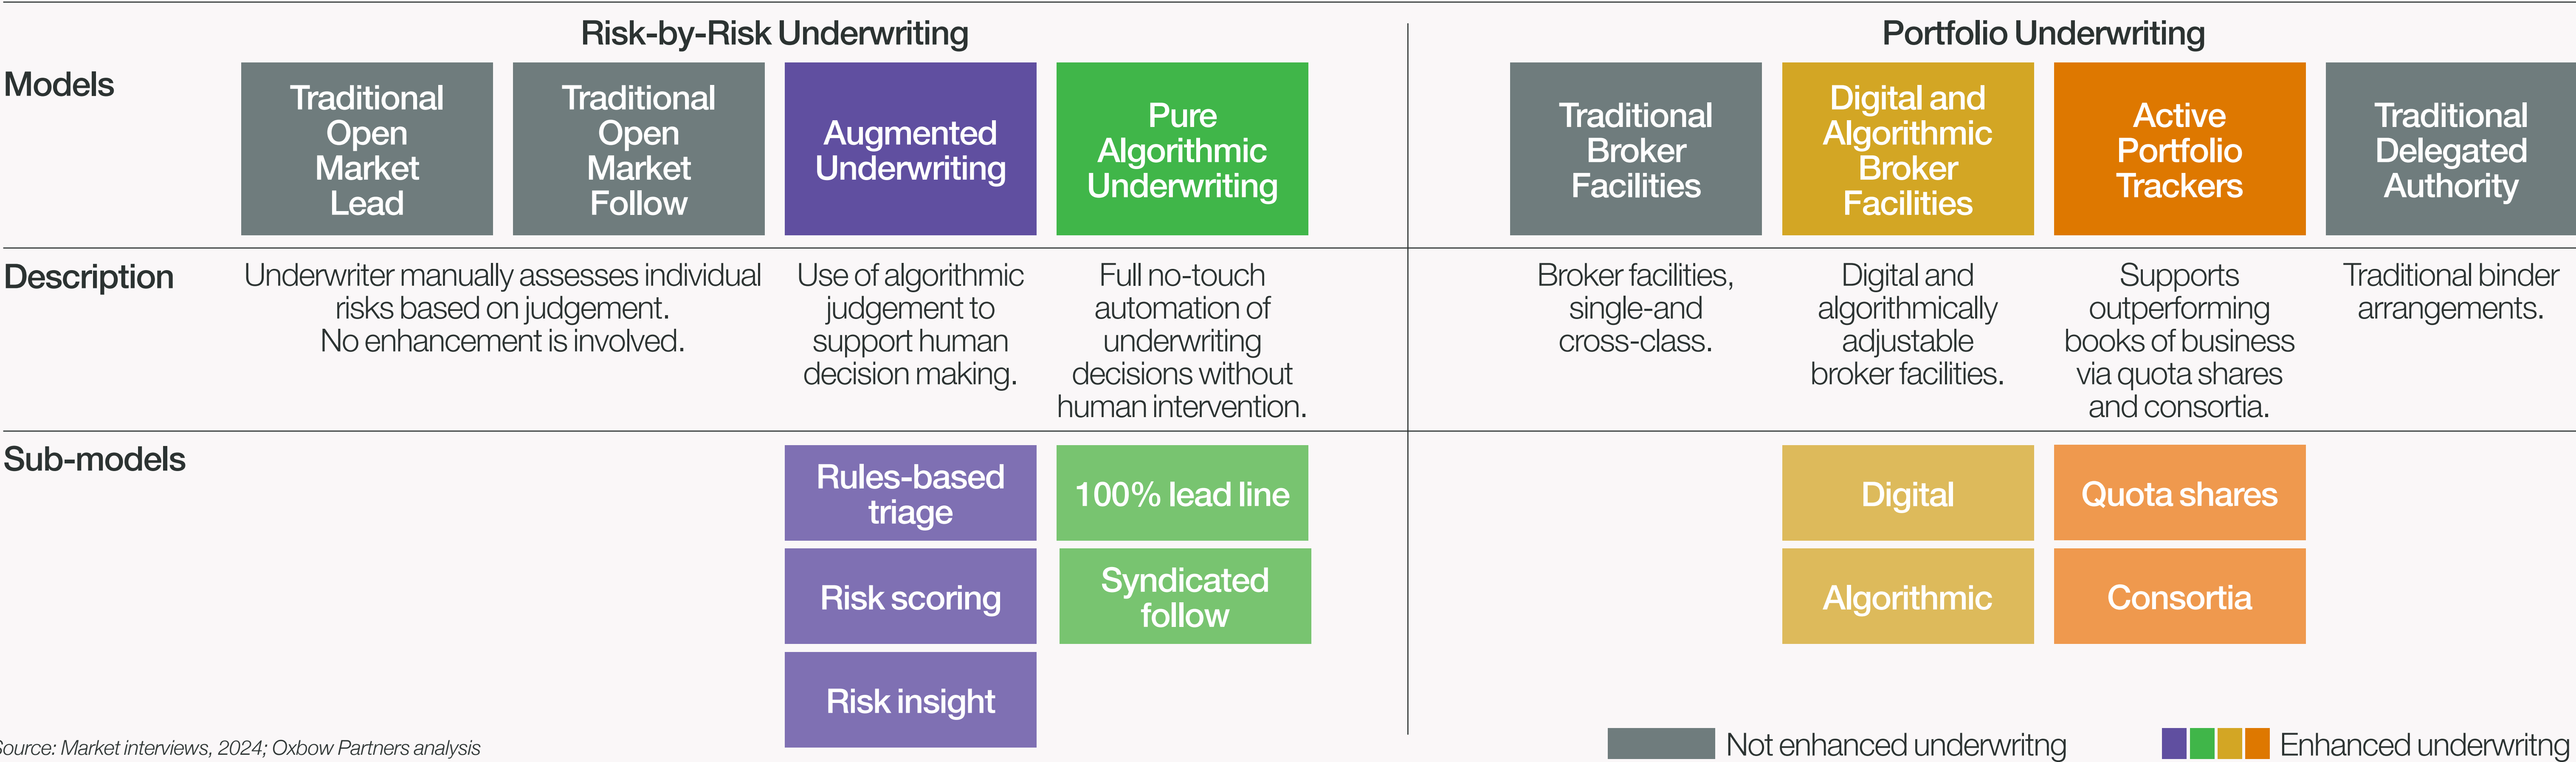 Risk-by-Risk Underwriting
Portfolio Underwriting
Models
Traditional
Open
Market
Lead
Traditional
Open
Market
Follow
Augmented
Underwriting
Pure
Algorithmic
Underwriting
Traditional
Broker
Facilities
Digital and
Algorithmic
Broker
Facilities
Active
Portfolio
Trackers
Traditional
Delegated
Authority
Description
Underwriter manually assesses individual
risks based on judgement.
No enhancement is involved.
Use of algorithmic
judgement to
support human
decision making.
Full no-touch
automation of
underwriting
decisions without
human intervention.
Broker facilities,
single-and
cross-class.
Digital and
algorithmically
adjustable
broker facilities.
Supports
outperforming
books of business
via quota shares
and consortia.
Traditional binder
arrangements.
Sub-models
Rules-based
triage
Risk scoring
Risk insight
100% lead line
Syndicated
follow
Digital
Algorithmic
Quota shares
Consortia
Source: Market interviews, 2024; Oxbow Partners analysis
Not enhanced underwritng
Enhanced underwritng